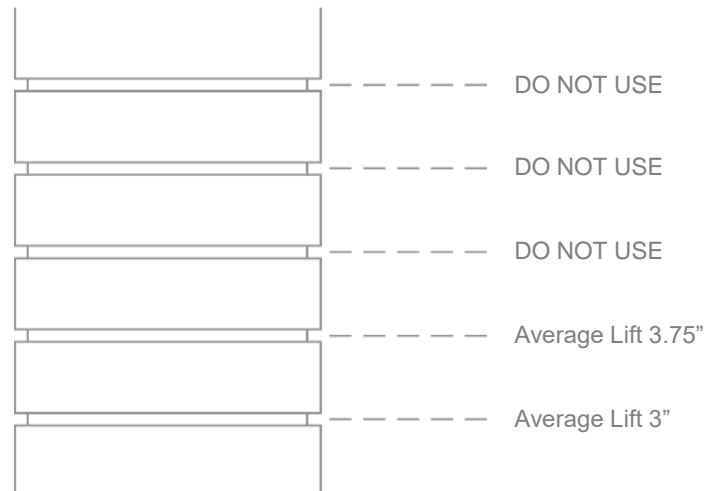 DO NOT USE
DO NOT USE
DO NOT USE
Average Lift 3.75”
Average Lift 3”